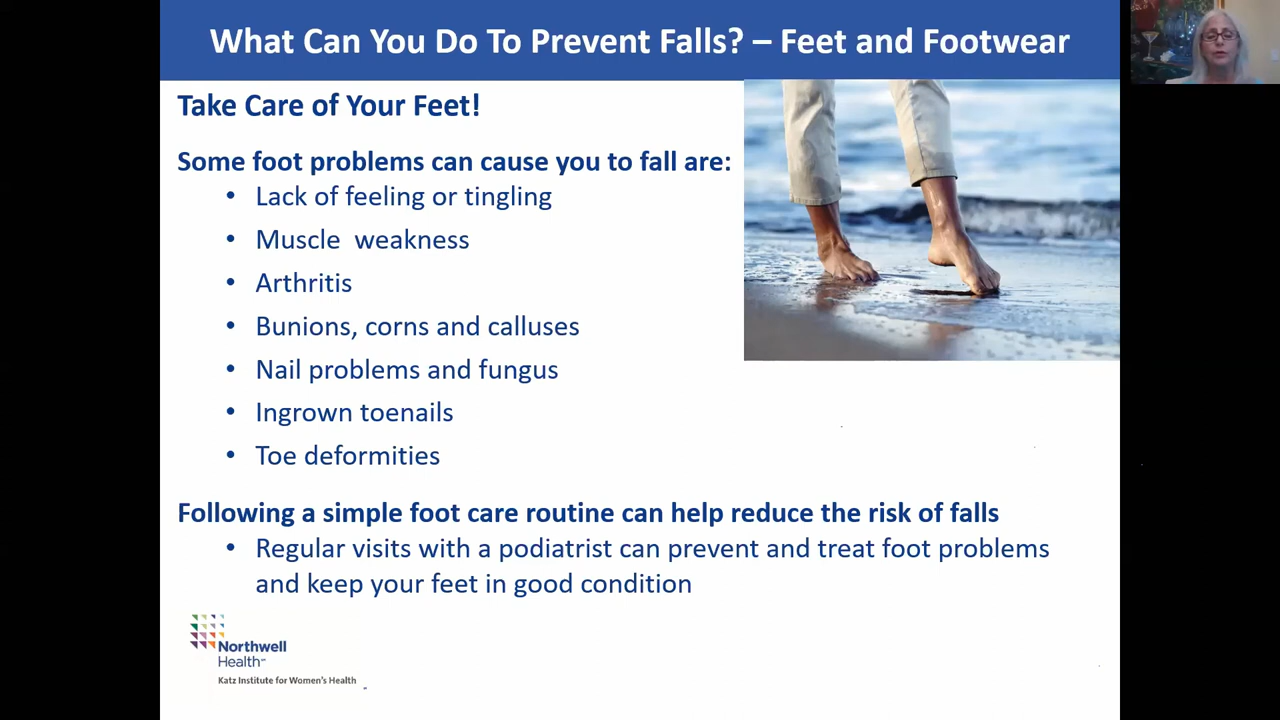 What Can You Do To Prevent Falls? – Feet and Footwear
Take Care of Your Feet!
Some foot problems can cause you to fall are:
• Lack of feeling or tingling
• Muscle  weakness
• Arthritis
• Bunions, corns and calluses
• Nail problems and fungus
• Ingrown toenails
• Toe deformities
Following a simple foot care routine can help reduce the risk of falls
• Regular visits with a podiatrist can prevent and treat foot problems
and keep your feet in good condition
Northwell
Health℠
Katz Institute for Women's Health